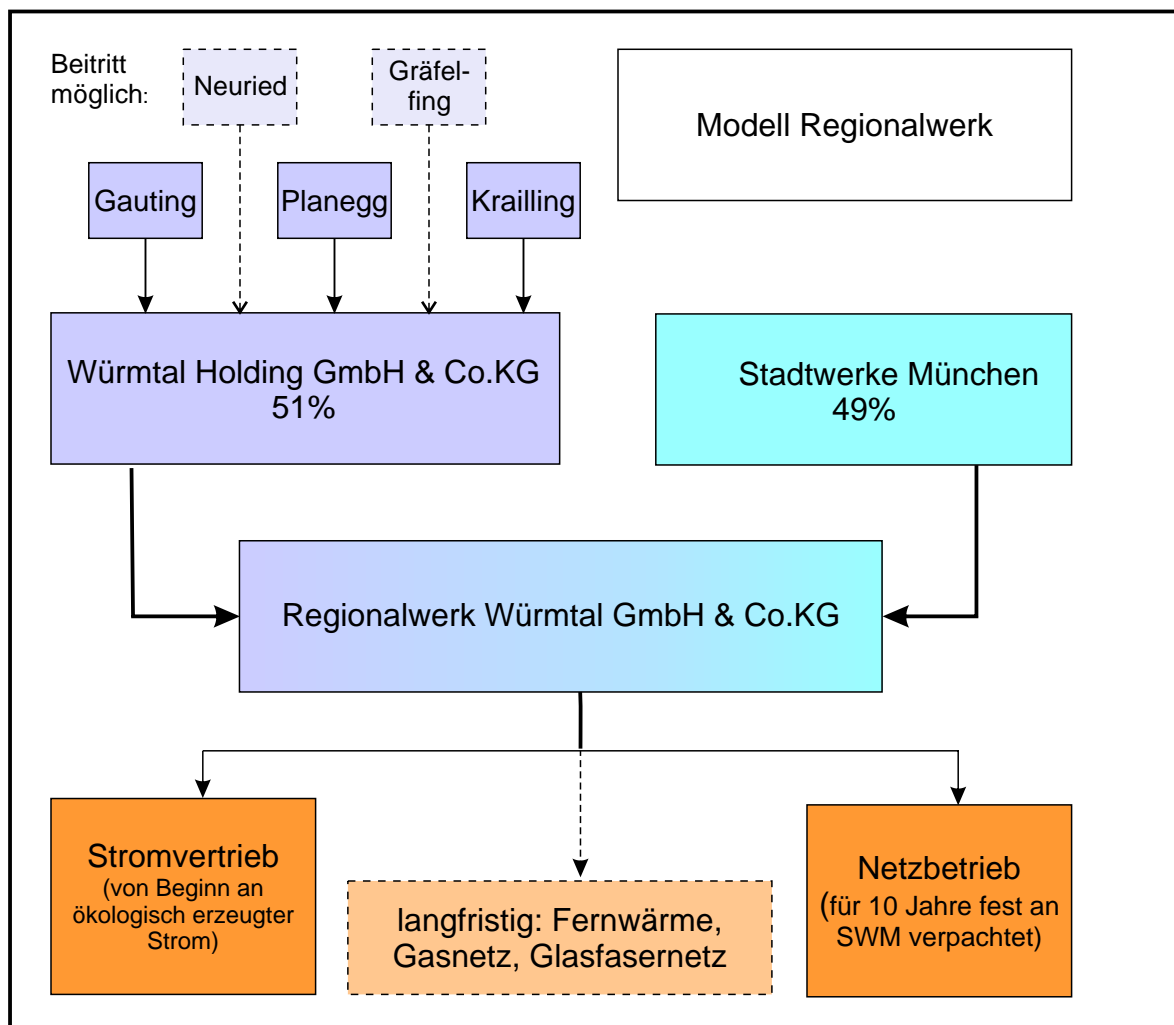 Beitritt
möglich:
Neuried
Gräfel-
fing
Modell Regionalwerk
Gauting
Planegg
Krailling
Würmtal Holding GmbH & Co.KG
51%
Stadtwerke München
49%
Regionalwerk Würmtal GmbH & Co.KG
Stromvertrieb
(von Beginn an
ökologisch erzeugter
Strom)
langfristig: Fernwärme,
Gasnetz, Glasfasernetz
Netzbetrieb
(für 10 Jahre fest an
SWM verpachtet)